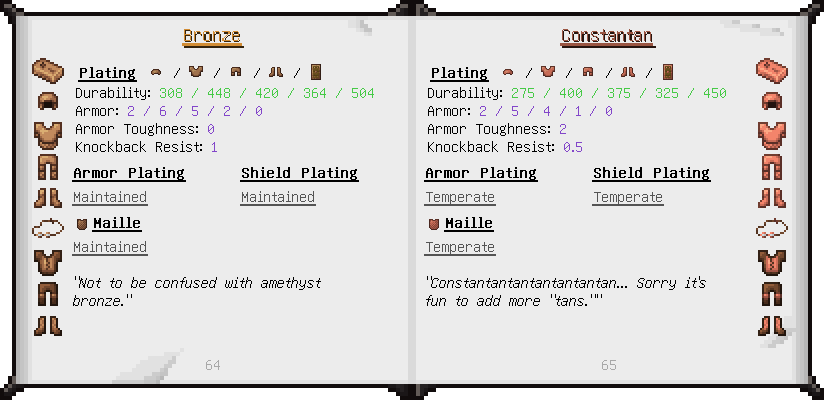 Bronze
Plating / / / /
Durability: 308 / 448 / 420 / 364 / 504
Armor: 2 / 6 / 5 / 2 / 0
Armor Toughness: 0
Knockback Resist: 1
Armor Plating Shield Plating
Maintained Maintained
Maille
Maintained
"Not to be confused with amethyst
bronze."
64
Constantan
Plating / / / /
Durability: 275 / 400 / 375 / 325 / 450
Armor: 2 / 5 / 4 / 1 / 0
Armor Toughness: 2
Knockback Resist: 0.5
Armor Plating Shield Plating
Temperate Temperate
Maille
Temperate
"Constantantantantantantan... Sorry it's
fun to add more "tans.""
65